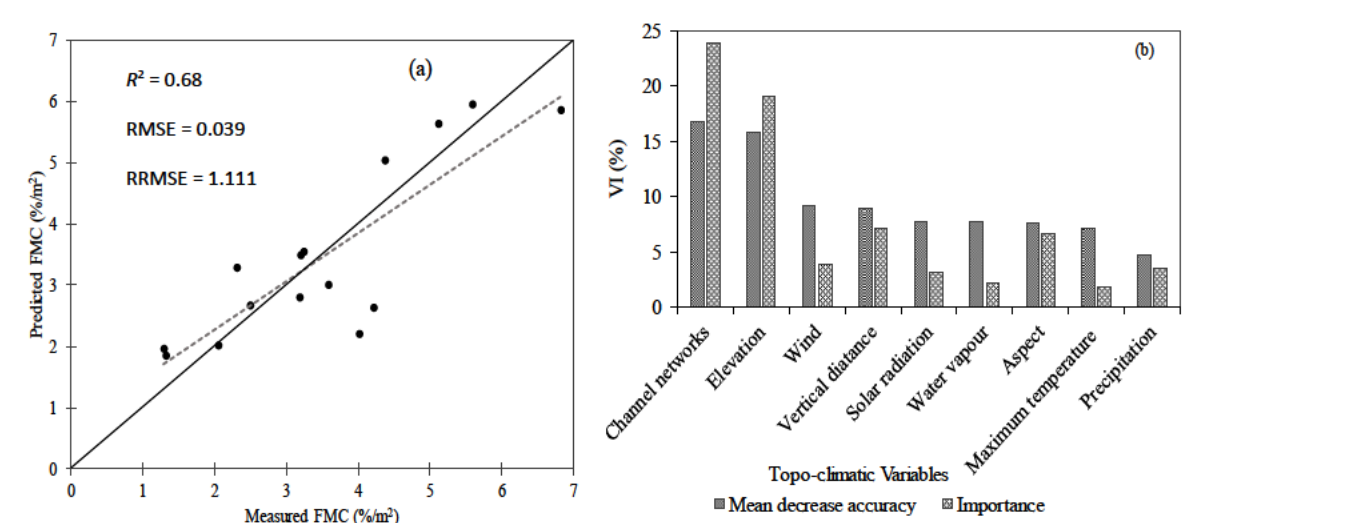 (a)
R² = 0.68
RMSE = 0.039
RRMSE = 1.111
7
6
5
4
3
2
1
0
0 1 2 3 4 5 6 7
Predicted FMC (%/m²)
Measured FMC (%/m²)
(b)
25
20
15
10
5
0
VI (%)
Channel networks
Elevation
Wind
Vertical diatance
Solar radiation
Water vapour
Aspect
Maximum temperature
Precipitation
Topo-climatic Variables
Mean decrease accuracy Importance